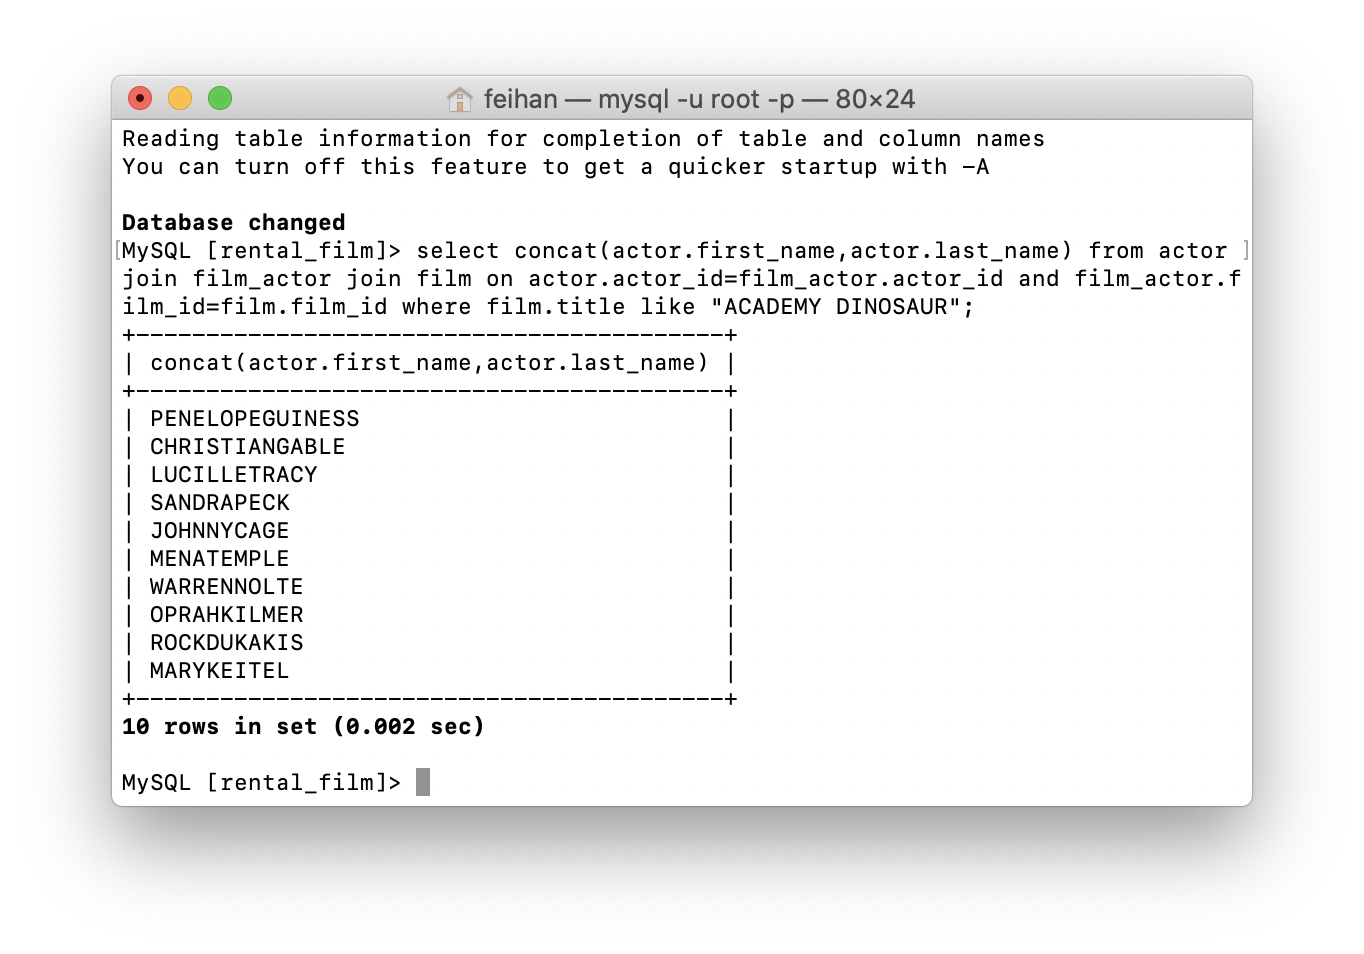 feihan — mysql -u root -p — 80×24
Reading table information for completion of table and column names
You can turn off this feature to get a quicker startup with -A
Database changed
[MySQL [rental_film]> select concat(actor.first_name,actor.last_name) from actor ]
join film_actor join film on actor.actor_id=film_actor.actor_id and film_actor.f
ilm_id=film.film_id where film.title like "ACADEMY DINOSAUR";
+------------------------------------------+
| concat(actor.first_name,actor.last_name) |
+------------------------------------------+
| PENELOPEGUINESS                          |
| CHRISTIANGABLE                           |
| LUCILLETRACY                             |
| SANDRAPECK                               |
| JOHNNYCAGE                               |
| MENATEMPLE                               |
| WARRENNOLTE                              |
| OPRAHKILMER                              |
| ROCKDUKAKIS                              |
| MARYKEITEL                               |
+------------------------------------------+
10 rows in set (0.002 sec)
MySQL [rental_film]>